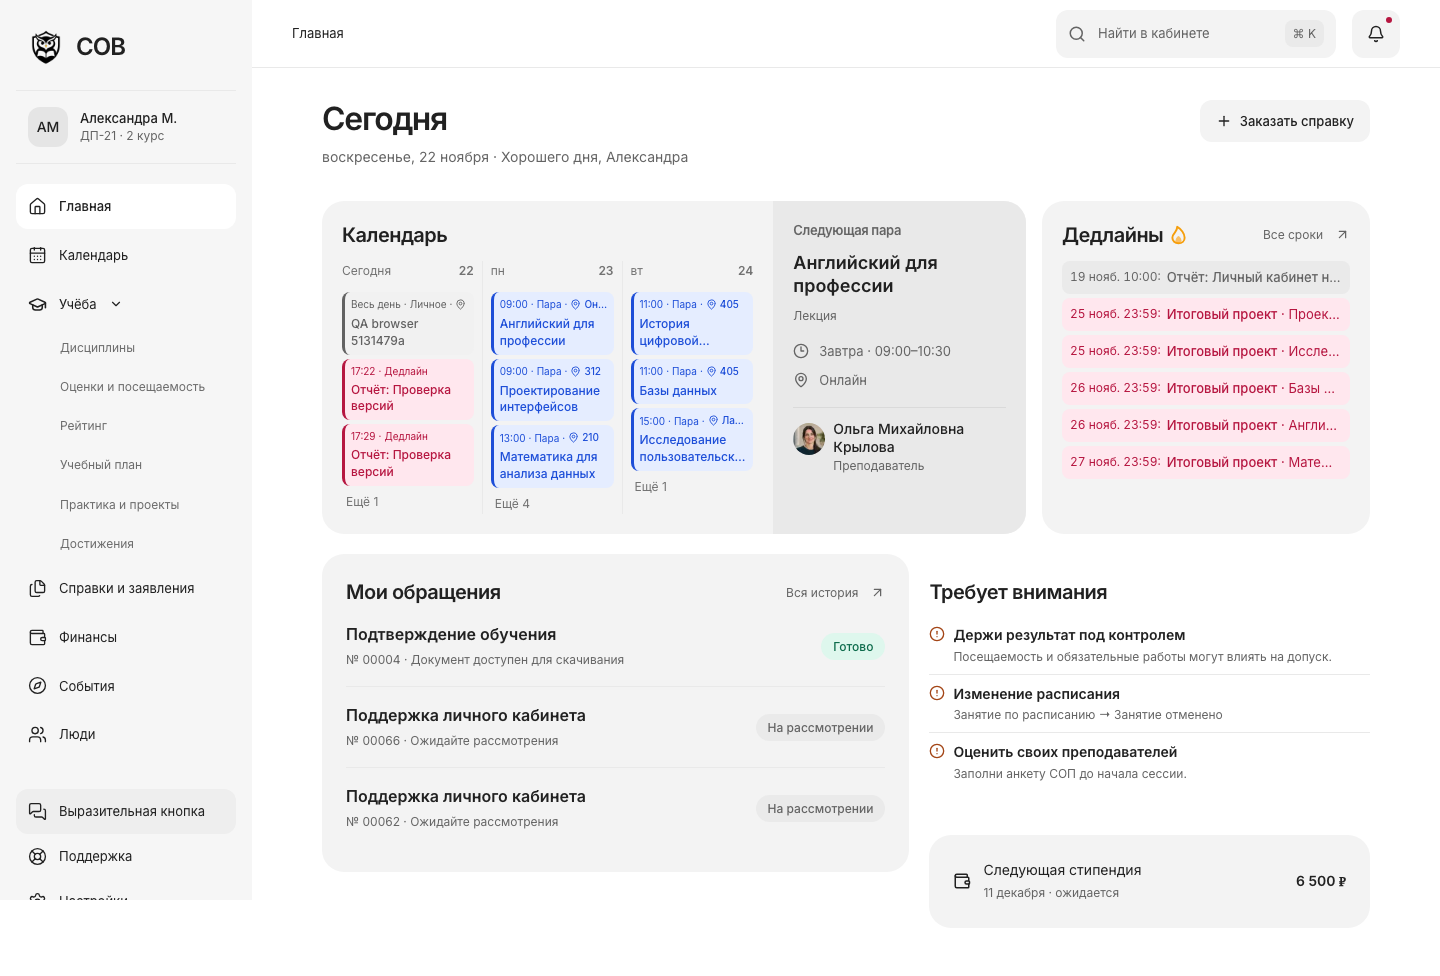 СОВ
АМ
Александра М.
ДП-21 · 2 курс
Главная
Календарь
Учёба
Дисциплины
Оценки и посещаемость
Рейтинг
Учебный план
Практика и проекты
Достижения
Справки и заявления
Финансы
События
Люди
Выразительная кнопка
Поддержка
Настройки
Главная
Найти в кабинете
⌘ K
Сегодня
воскресенье, 22 ноября · Хорошего дня, Александра
Заказать справку
Календарь
Сегодня 22
Весь день · Личное ·
QA browser
5131479a
17:22 · Дедлайн
Отчёт: Проверка
версий
17:29 · Дедлайн
Отчёт: Проверка
версий
Ещё 1
пн 23
09:00 · Пара · Он...
Английский для
профессии
09:00 · Пара · 312
Проектирование
интерфейсов
13:00 · Пара · 210
Математика для
анализа данных
Ещё 4
вт 24
11:00 · Пара · 405
История
цифровой...
11:00 · Пара · 405
Базы данных
15:00 · Пара · Ла...
Исследование
пользовательск...
Ещё 1
Следующая пара
Английский для
профессии
Лекция
Завтра · 09:00–10:30
Онлайн
Ольга Михайловна
Крылова
Преподаватель
Дедлайны
Все сроки
19 нояб. 10:00: Отчёт: Личный кабинет н...
25 нояб. 23:59: Итоговый проект · Проек...
25 нояб. 23:59: Итоговый проект · Иссле...
26 нояб. 23:59: Итоговый проект · Базы ...
26 нояб. 23:59: Итоговый проект · Англи...
27 нояб. 23:59: Итоговый проект · Мате...
Мои обращения
Вся история
Подтверждение обучения
№ 00004 · Документ доступен для скачивания
Готово
Поддержка личного кабинета
№ 00066 · Ожидайте рассмотрения
На рассмотрении
Поддержка личного кабинета
№ 00062 · Ожидайте рассмотрения
На рассмотрении
Требует внимания
Держи результат под контролем
Посещаемость и обязательные работы могут влиять на допуск.
Изменение расписания
Занятие по расписанию → Занятие отменено
Оценить своих преподавателей
Заполни анкету СОП до начала сессии.
Следующая стипендия
11 декабря · ожидается
6 500 ₽